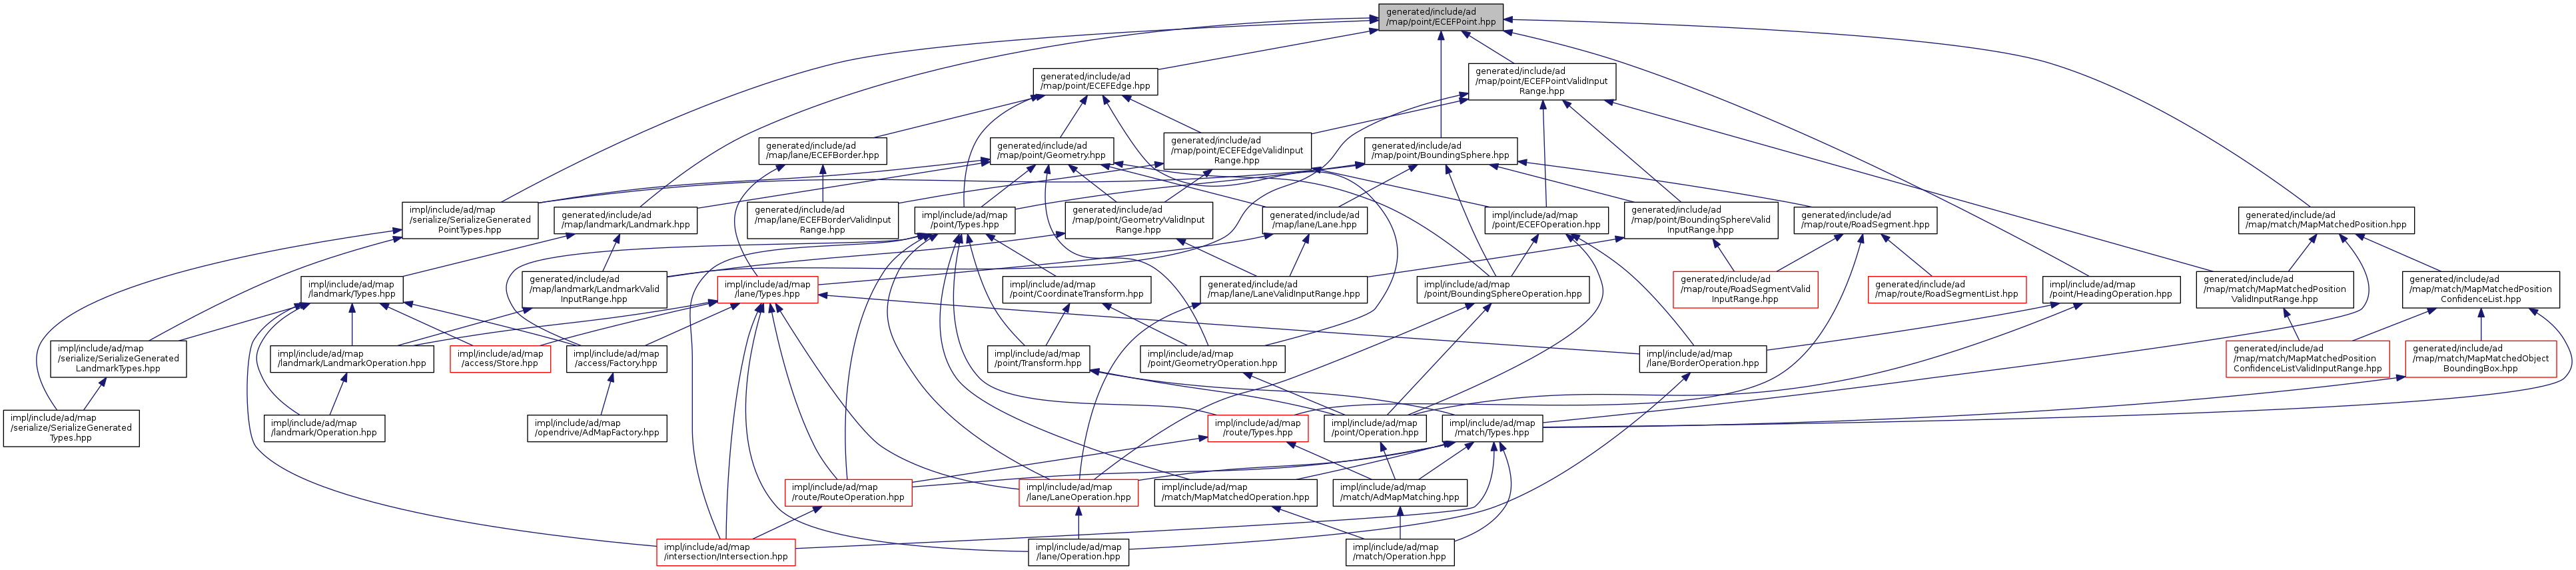 generated/include/ad
/map/point/ECEFPoint.hpp
generated/include/ad
/map/point/ECEFEdge.hpp
generated/include/ad
/map/point/ECEFPointValidInput
Range.hpp
generated/include/ad
/map/lane/ECEFBorder.hpp
generated/include/ad
/map/point/Geometry.hpp
generated/include/ad
/map/point/ECEFEdgeValidInput
Range.hpp
generated/include/ad
/map/point/BoundingSphere.hpp
impl/include/ad/map
/serialize/SerializeGenerated
PointTypes.hpp
generated/include/ad
/map/landmark/Landmark.hpp
generated/include/ad
/map/lane/ECEFBorderValidInput
Range.hpp
impl/include/ad/map
/point/Types.hpp
generated/include/ad
/map/point/GeometryValidInput
Range.hpp
generated/include/ad
/map/lane/Lane.hpp
impl/include/ad/map
/point/ECEFOperation.hpp
generated/include/ad
/map/point/BoundingSphereValid
InputRange.hpp
generated/include/ad
/map/route/RoadSegment.hpp
generated/include/ad
/map/match/MapMatchedPosition.hpp
impl/include/ad/map
/landmark/Types.hpp
generated/include/ad
/map/landmark/LandmarkValid
InputRange.hpp
impl/include/ad/map
/lane/Types.hpp
impl/include/ad/map
/point/CoordinateTransform.hpp
generated/include/ad
/map/lane/LaneValidInputRange.hpp
impl/include/ad/map
/point/BoundingSphereOperation.hpp
generated/include/ad
/map/route/RoadSegmentValid
InputRange.hpp
generated/include/ad
/map/route/RoadSegmentList.hpp
impl/include/ad/map
/point/HeadingOperation.hpp
generated/include/ad
/map/match/MapMatchedPosition
ValidInputRange.hpp
generated/include/ad
/map/match/MapMatchedPosition
ConfidenceList.hpp
impl/include/ad/map
/serialize/SerializeGenerated
LandmarkTypes.hpp
impl/include/ad/map
/landmark/LandmarkOperation.hpp
impl/include/ad/map
/access/Store.hpp
impl/include/ad/map
/access/Factory.hpp
impl/include/ad/map
/point/Transform.hpp
impl/include/ad/map
/point/GeometryOperation.hpp
impl/include/ad/map
/lane/BorderOperation.hpp
generated/include/ad
/map/match/MapMatchedPosition
ConfidenceListValidInputRange.hpp
generated/include/ad
/map/match/MapMatchedObject
BoundingBox.hpp
impl/include/ad/map
/serialize/SerializeGenerated
Types.hpp
impl/include/ad/map
/landmark/Operation.hpp
impl/include/ad/map
/opendrive/AdMapFactory.hpp
impl/include/ad/map
/route/Types.hpp
impl/include/ad/map
/point/Operation.hpp
impl/include/ad/map
/match/Types.hpp
impl/include/ad/map
/route/RouteOperation.hpp
impl/include/ad/map
/lane/LaneOperation.hpp
impl/include/ad/map
/match/MapMatchedOperation.hpp
impl/include/ad/map
/match/AdMapMatching.hpp
impl/include/ad/map
/intersection/Intersection.hpp
impl/include/ad/map
/lane/Operation.hpp
impl/include/ad/map
/match/Operation.hpp